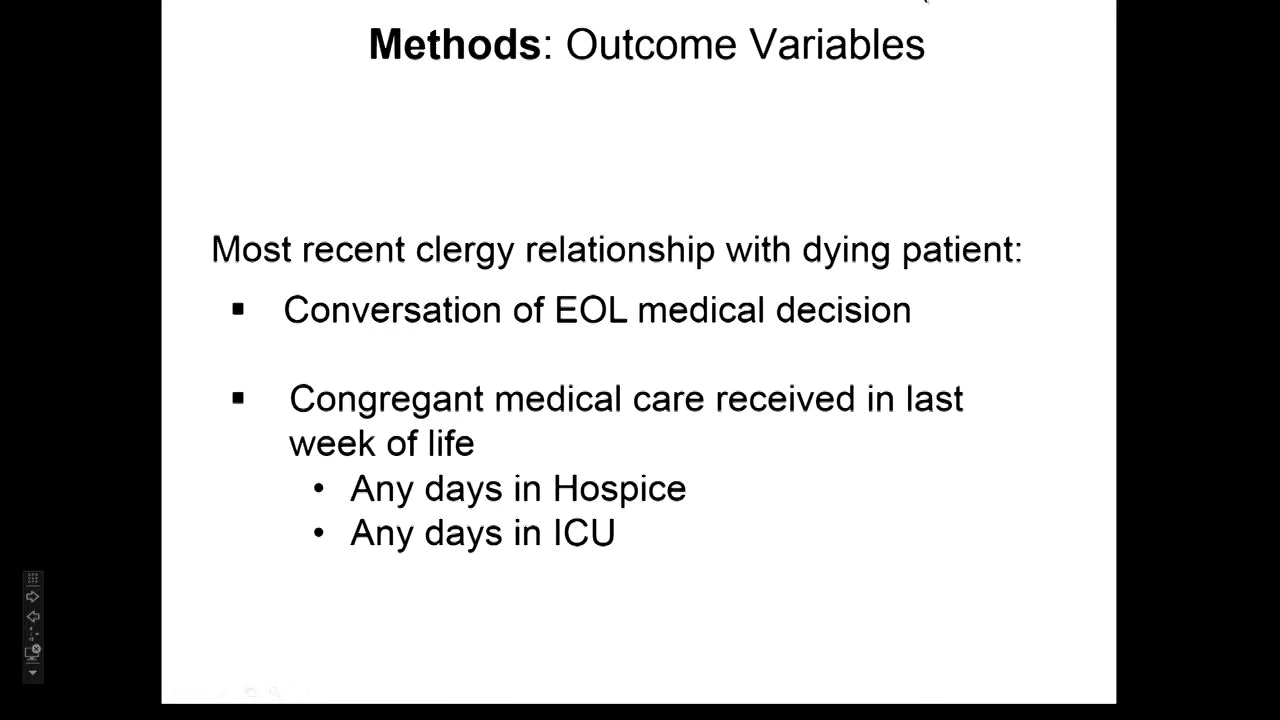 Methods: Outcome Variables
Most recent clergy relationship with dying patient:
▪ Conversation of EOL medical decision
▪ Congregant medical care received in last
week of life
• Any days in Hospice
• Any days in ICU